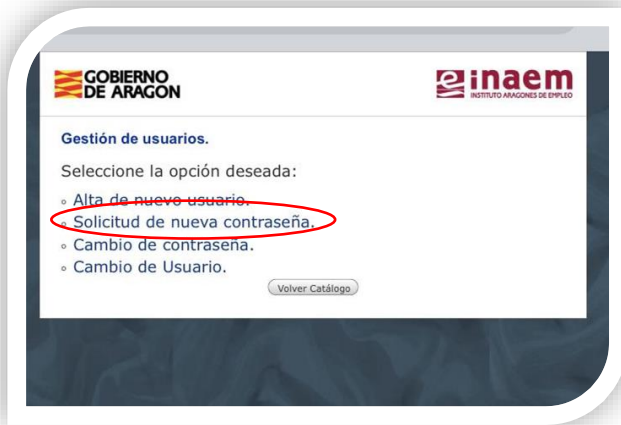 GOBIERNO
DE ARAGON
inaem
INSTITUTO ARAGONES DE EMPLEO
Gestión de usuarios.
Seleccione la opción deseada:
Alta de nuevo usuario.
Solicitud de nueva contraseña.
Cambio de contraseña.
Cambio de Usuario.
Volver Catálogo